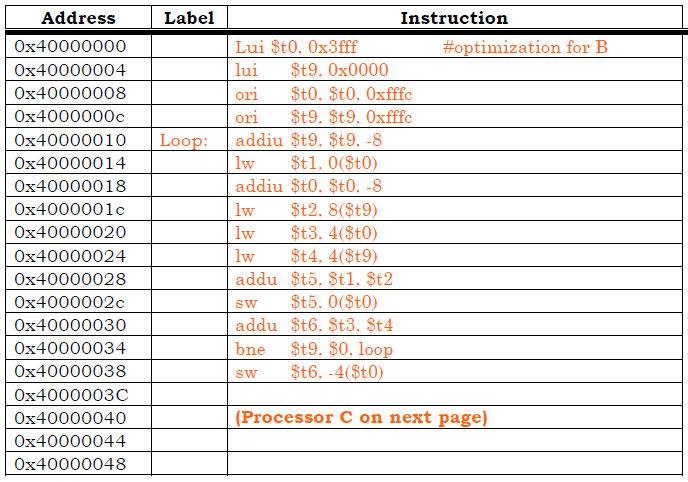 Address Label Instruction
0x40000000 Lui $t0, 0x3fff #optimization for B
0x40000004 lui $t9, 0x0000
0x40000008 ori $t0, $t0, 0xfffc
0x4000000c ori $t9, $t9, 0xfffc
0x40000010 Loop: addiu $t9, $t9, -8
0x40000014 lw $t1, 0($t0)
0x40000018 addiu $t0, $t0, -8
0x4000001c lw $t2, 8($t9)
0x40000020 lw $t3, 4($t0)
0x40000024 lw $t4, 4($t9)
0x40000028 addu $t5, $t1, $t2
0x4000002c sw $t5, 0($t0)
0x40000030 addu $t6, $t3, $t4
0x40000034 bne $t9, $0, loop
0x40000038 sw $t6, -4($t0)
0x4000003C
0x40000040 (Processor C on next page)
0x40000044
0x40000048